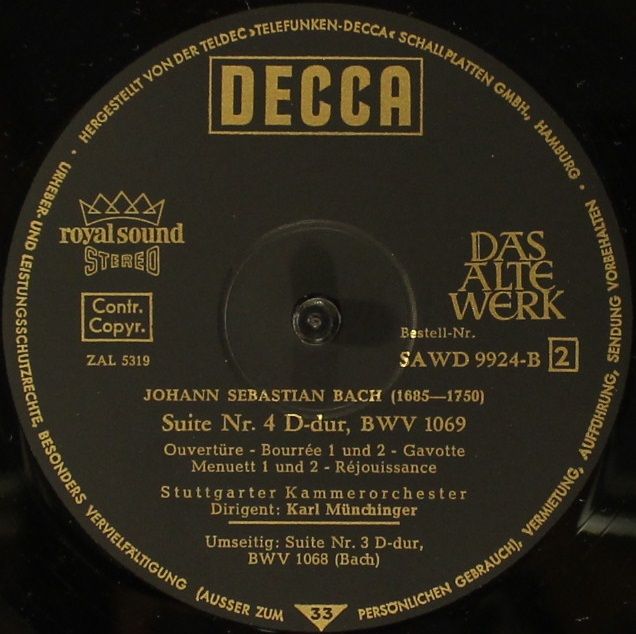 · HERGESTELLT VON DER TELDEC ›TELEFUNKEN-DECCA‹ SCHALLPLATTEN GMBH, HAMBURG ·
DECCA
royal sound
STEREO
DAS
ALTE
WERK
Contr.
Copyr.
ZAL 5319
Bestell-Nr.
SAWD 9924-B 2
JOHANN SEBASTIAN BACH (1685—1750)
Suite Nr. 4 D-dur, BWV 1069
Ouvertüre - Bourrée 1 und 2 - Gavotte
Menuett 1 und 2 - Réjouissance
Stuttgarter Kammerorchester
Dirigent: Karl Münchinger
Umseitig: Suite Nr. 3 D-dur,
BWV 1068 (Bach)
URHEBER- UND LEISTUNGSSCHUTZRECHTE, BESONDERS VERVIELFÄLTIGUNG (AUSSER ZUM PERSÖNLICHEN GEBRAUCH), VERMIETUNG, AUFFÜHRUNG, SENDUNG VORBEHALTEN ·
33